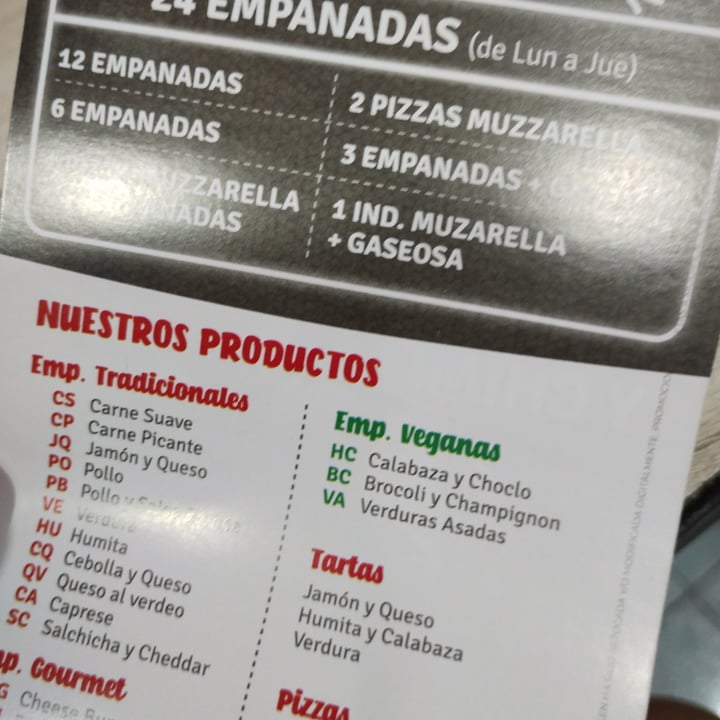 24 EMPANADAS (de Lun a Jue)
12 EMPANADAS
6 EMPANADAS
2 PIZZAS MUZZARELLA
3 EMPANADAS +
1 IND. MUZARELLA
+ GASEOSA
NUESTROS PRODUCTOS
Emp. Tradicionales
CS Carne Suave
CP Carne Picante
JQ Jamón y Queso
PO Pollo
PB Pollo y
VE Verdura
HU Humita
CQ Cebolla y Queso
QV Queso al verdeo
CA Caprese
SC Salchicha y Cheddar
Gourmet
Cheese
Emp. Veganas
HC Calabaza y Choclo
BC Brocoli y Champignon
VA Verduras Asadas
Tartas
Jamón y Queso
Humita y Calabaza
Verdura
Pizzas